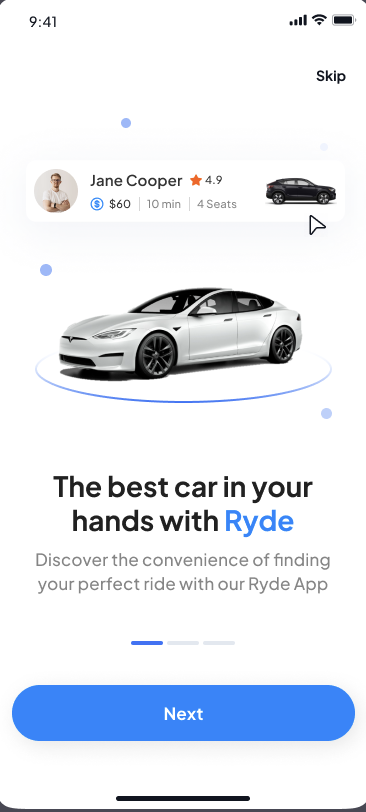 9:41
Skip
Jane Cooper 4.9
$60 10 min 4 Seats
The best car in your
hands with Ryde
Discover the convenience of finding
your perfect ride with our Ryde App
Next